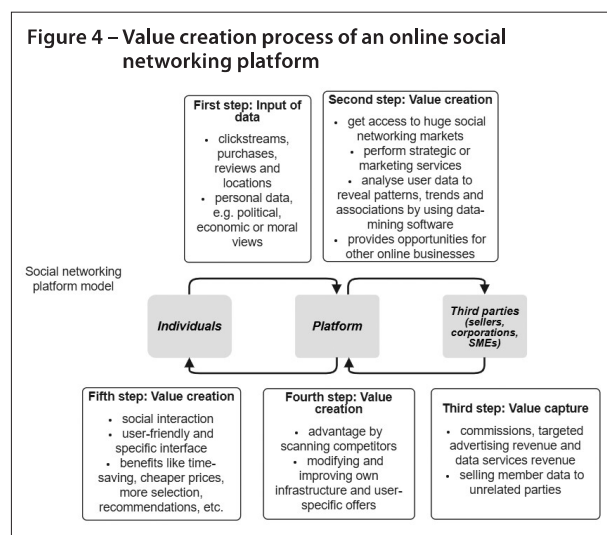 Figure 4 – Value creation process of an online social
networking platform
First step: Input of
data
• clickstreams,
purchases,
reviews and
locations
• personal data,
e.g. political,
economic or moral
views
Second step: Value creation
• get access to huge social
networking markets
• perform strategic or
marketing services
• analyse user data to
reveal patterns, trends and
associations by using data-
mining software
• provides opportunities for
other online businesses
Social networking
platform model
Individuals
Platform
Third parties
(sellers,
corporations,
SMEs)
Fifth step: Value creation
• social interaction
• user-friendly and
specific interface
• benefits like time-
saving, cheaper prices,
more selection,
recommendations, etc.
Fourth step: Value
creation
• advantage by
scanning competitors
• modifying and
improving own
infrastructure and user-
specific offers
Third step: Value capture
• commissions, targeted
advertising revenue and
data services revenue
• selling member data to
unrelated parties